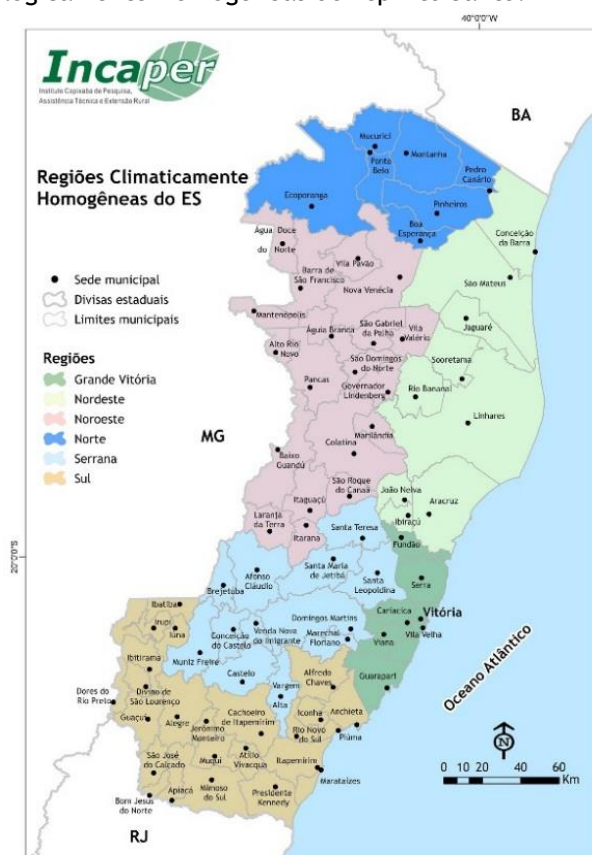 40°0'0"W
Incaper
Instituto Capixaba de Pesquisa,
Assistência Técnica e Extensão Rural
BA
Regiões Climaticamente
Homogêneas do ES
Sede municipal
Divisas estaduais
Limites municipais
Regiões
Grande Vitória
Nordeste
Noroeste
Norte
Serrana
Sul
MG
20°0'0"S
RJ
Oceano Atlântico
N
0 10 20 40 60
Km
Mucurici
Ponto
Belo
Montanha
Pedro
Canário
Ecoporanga
Pinheiros
Boa
Esperança
Conceição
da Barra
Água Doce
do Norte
Vila Pavão
Barra de
São Francisco
Nova Venécia
São Mateus
Mantenópolis
Jaguaré
Águia Branca
São Gabriel
da Palha
Vila
Valério
Alto Rio
Novo
São Domingos
do Norte
Sooretama
Pancas
Governador
Lindenberg
Rio Bananal
Linhares
Marilândia
Colatina
Baixo
Guandú
São Roque
do Canaã
João Neiva
Aracruz
Itaguaçú
Ibiraçú
Laranja
da Terra
Itarana
Santa Teresa
Fundão
Santa Maria
de Jetibá
Serra
Afonso
Cláudio
Santa
Leopoldina
Brejetuba
Ibatiba
Cariacica
Vitória
Vila Velha
Viana
Domingos Martins
Marechal
Floriano
Irupi
Iúna
Conceição
do Castelo
Venda Nova
do Imigrante
Muniz Freire
Ibitirama
Castelo
Guarapari
Alfredo
Chaves
Vargem
Alta
Dores do
Rio Preto
Divino de
São Lourenço
Guaçuí
Alegre
Jerônimo
Monteiro
Cachoeiro
de Itapemirim
Iconha
Anchieta
Rio Novo
do Sul
Piúma
São José
do Calçado
Muqui
Atílio
Vivacqua
Itapemirim
Marataízes
Bom Jesus
do Norte
Apiacá
Mimoso
do Sul
Presidente
Kennedy